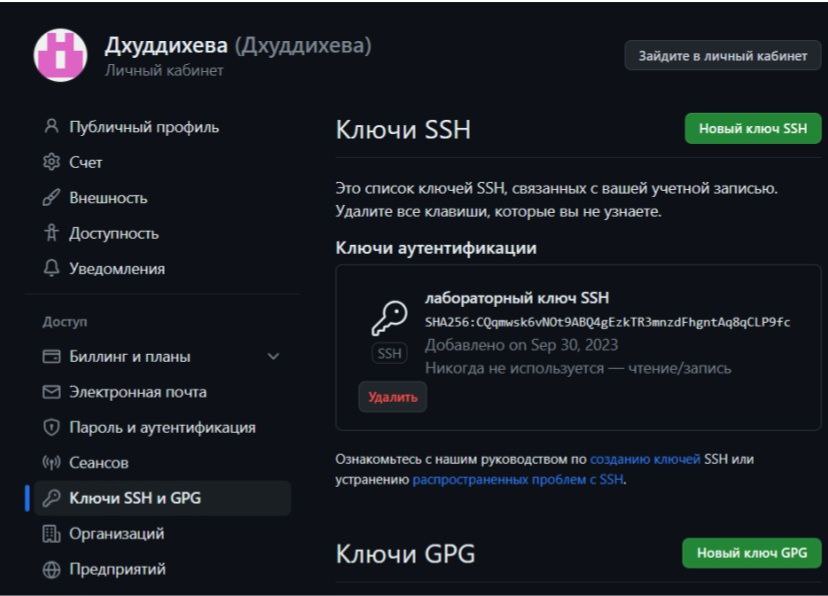 Дхуддихева (Дхуддихева)
Личный кабинет
Зайдите в личный кабинет
Публичный профиль
Счет
Внешность
Доступность
Уведомления
Доступ
Биллинг и планы
Электронная почта
Пароль и аутентификация
Сеансов
Ключи SSH и GPG
Организаций
Предприятий
Ключи SSH
Новый ключ SSH
Это список ключей SSH, связанных с вашей учетной записью.
Удалите все клавиши, которые вы не узнаете.
Ключи аутентификации
лабораторный ключ SSH
SHA256:CQqmwsk6vNOt9ABQ4gEzkTR3mnzdFhgntAq8qCLP9fc
SSH
Добавлено on Sep 30, 2023
Никогда не используется — чтение/запись
Удалить
Ознакомьтесь с нашим руководством по созданию ключей SSH или
устранению распространенных проблем с SSH.
Ключи GPG
Новый ключ GPG